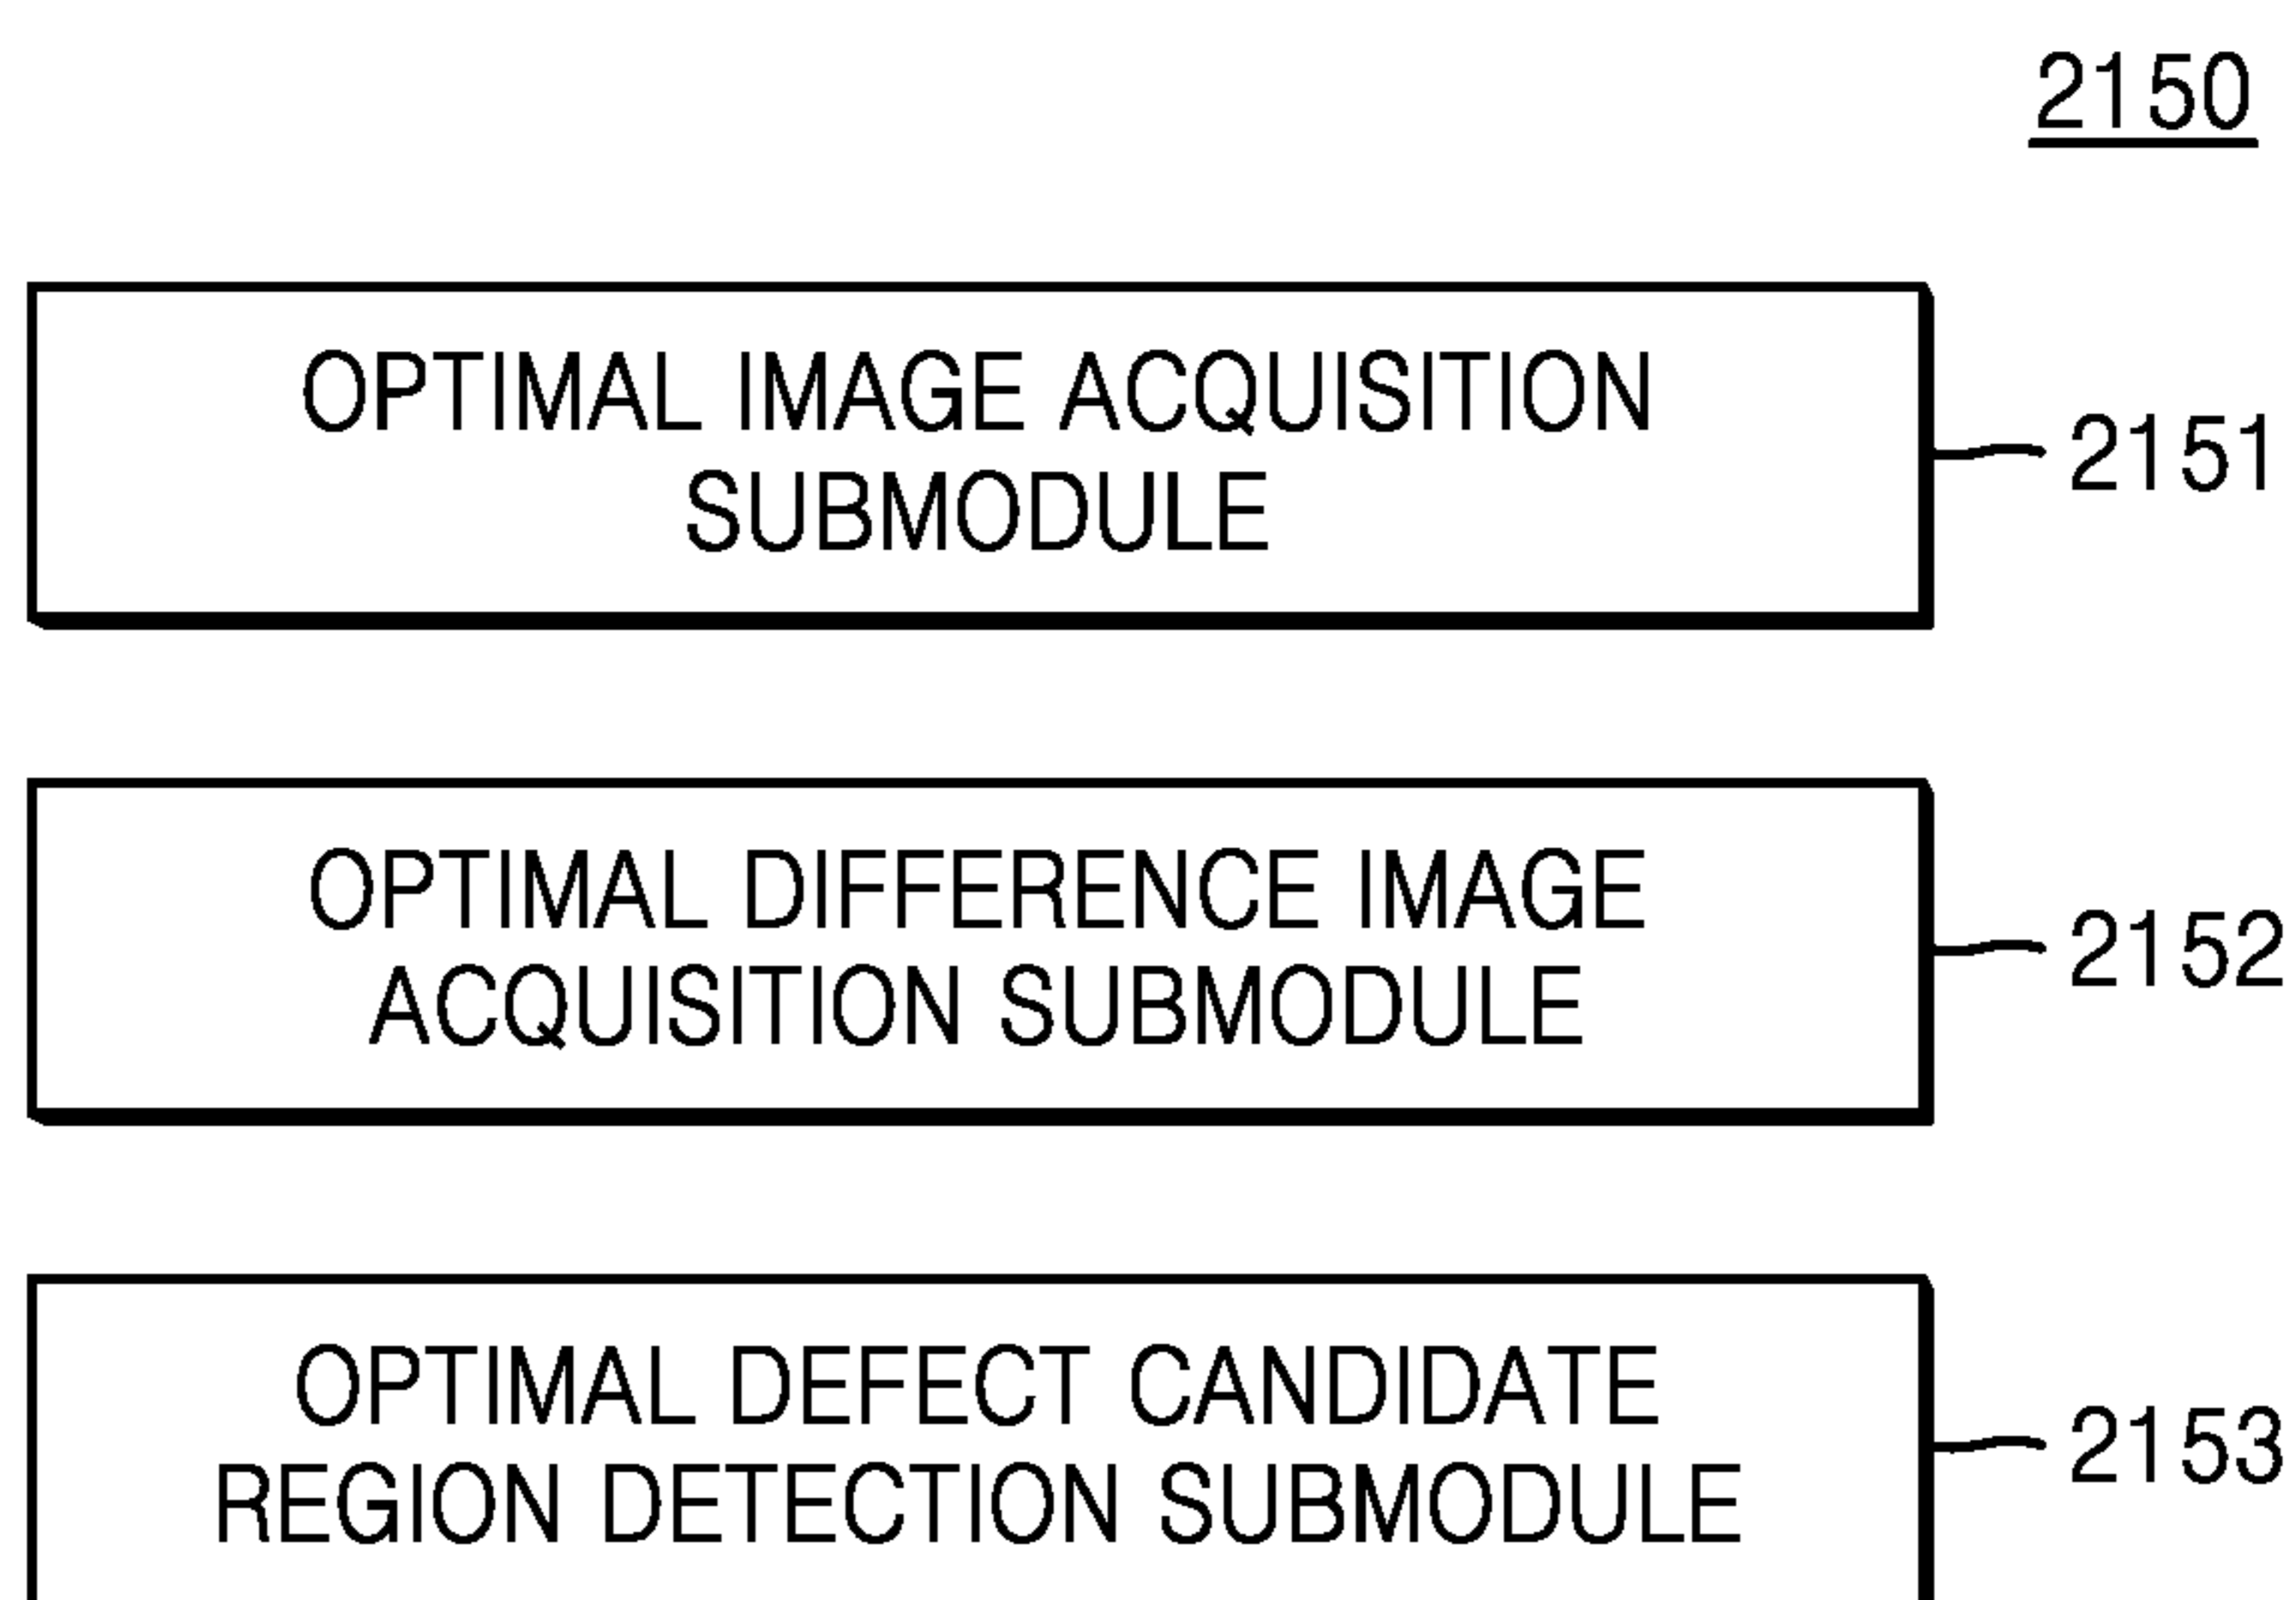 2150
OPTIMAL IMAGE ACQUISITION
SUBMODULE
2151
OPTIMAL DIFFERENCE IMAGE
ACQUISITION SUBMODULE
2152
OPTIMAL DEFECT CANDIDATE
REGION DETECTION SUBMODULE
2153